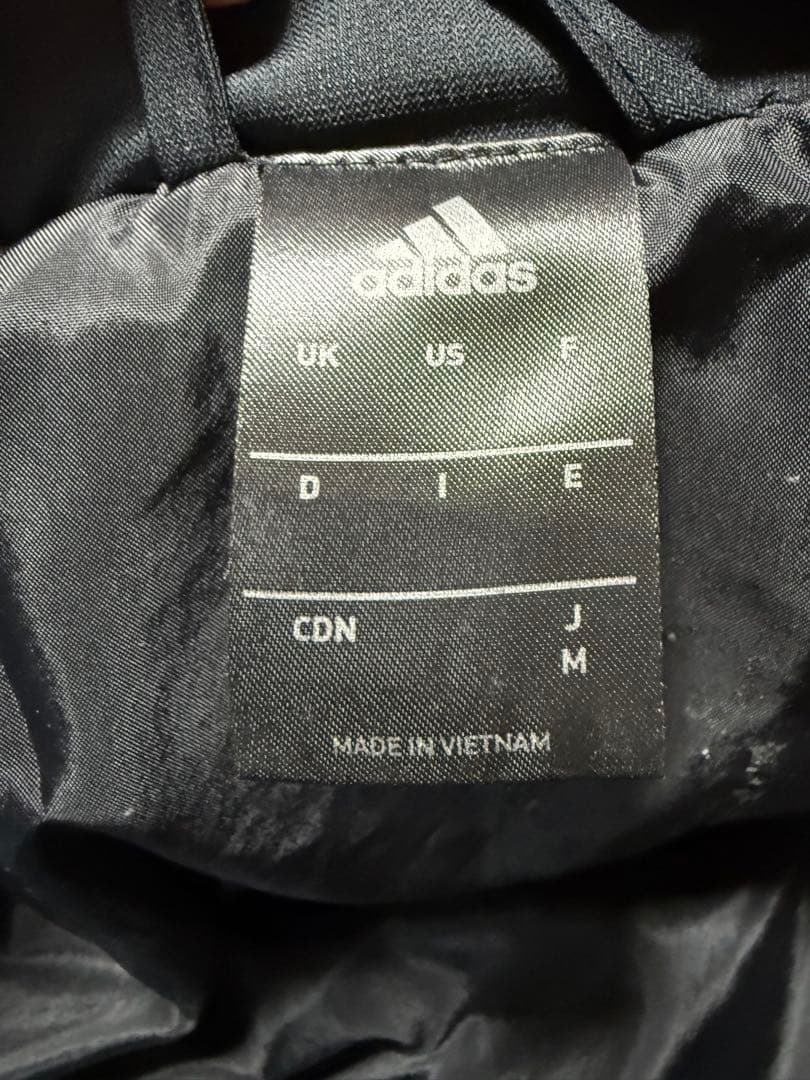 adidas
UK US F
D I E
CDN J
M
MADE IN VIETNAM